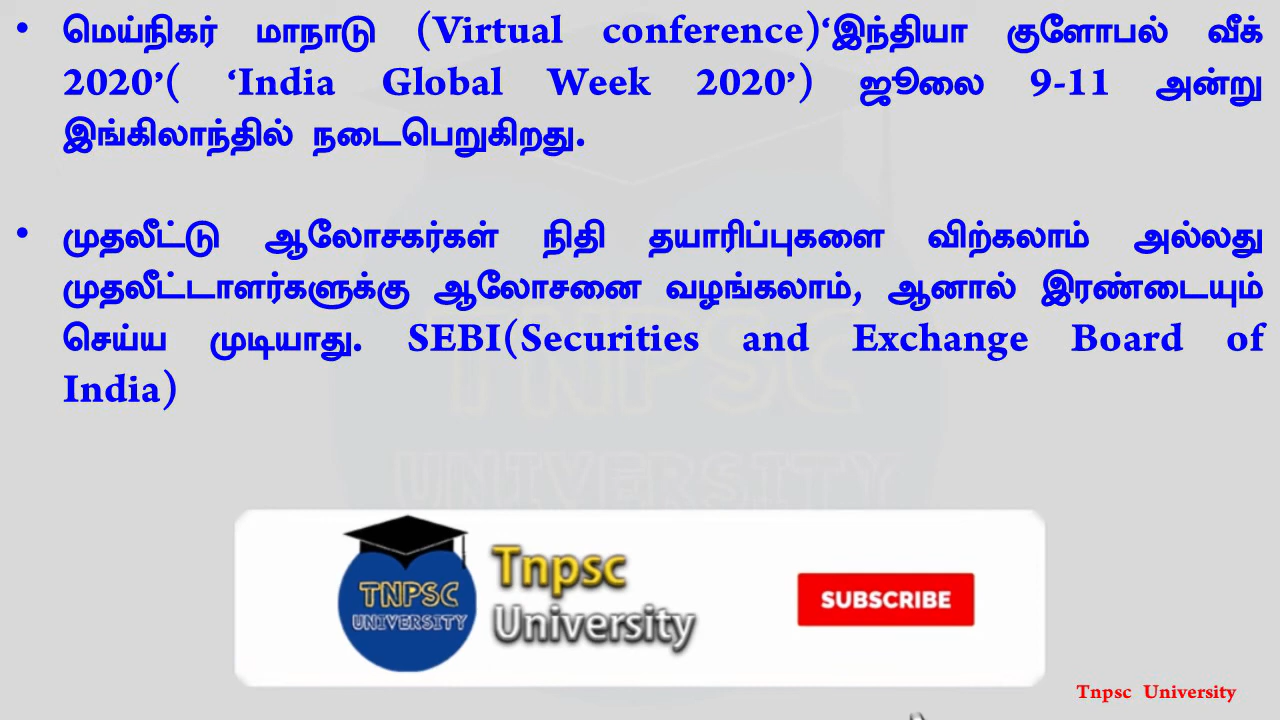 • மெய்நிகர் மாநாடு (Virtual conference)‘இந்தியா குளோபல் வீக்
2020’( ‘India Global Week 2020’) ஜூலை 9-11 அன்று
இங்கிலாந்தில் நடைபெறுகிறது.
• முதலீட்டு ஆலோசகர்கள் நிதி தயாரிப்புகளை விற்கலாம் அல்லது
முதலீட்டாளர்களுக்கு ஆலோசனை வழங்கலாம், ஆனால் இரண்டையும்
செய்ய முடியாது. SEBI(Securities and Exchange Board of
India)
TNPSC
UNIVERSITY
TNPSC
UNIVERSITY
Tnpsc
University
SUBSCRIBE
Tnpsc University